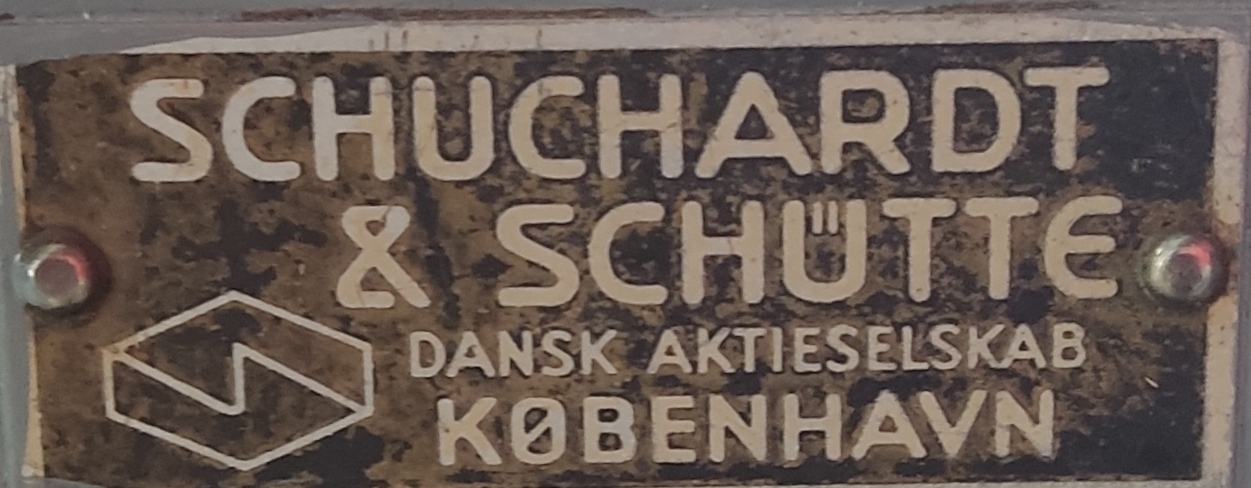 SCHUCHARDT
& SCHÜTTE
DANSK AKTIESELSKAB
KØBENHAVN